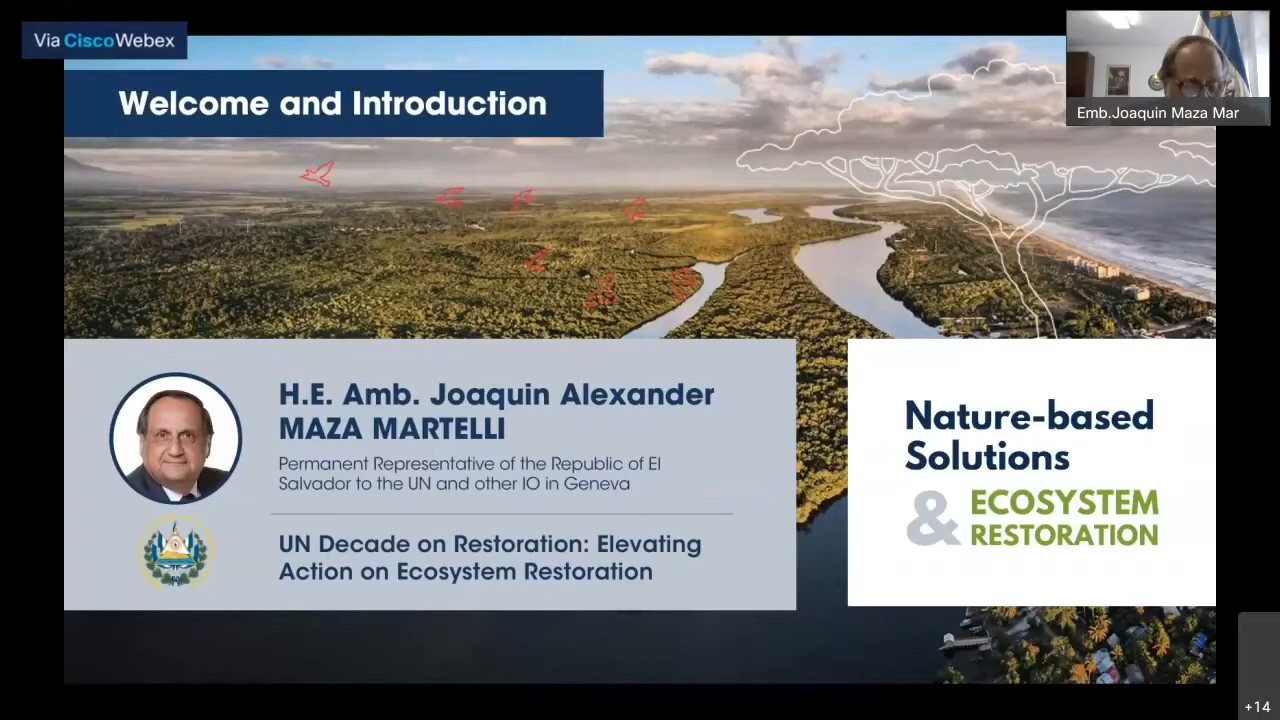 Via Cisco Webex
Welcome and Introduction
Emb.Joaquin Maza Mar
H.E. Amb. Joaquin Alexander
MAZA MARTELLI
Permanent Representative of the Republic of El
Salvador to the UN and other IO in Geneva
UN Decade on Restoration: Elevating
Action on Ecosystem Restoration
Nature-based
Solutions
& ECOSYSTEM
RESTORATION
+14